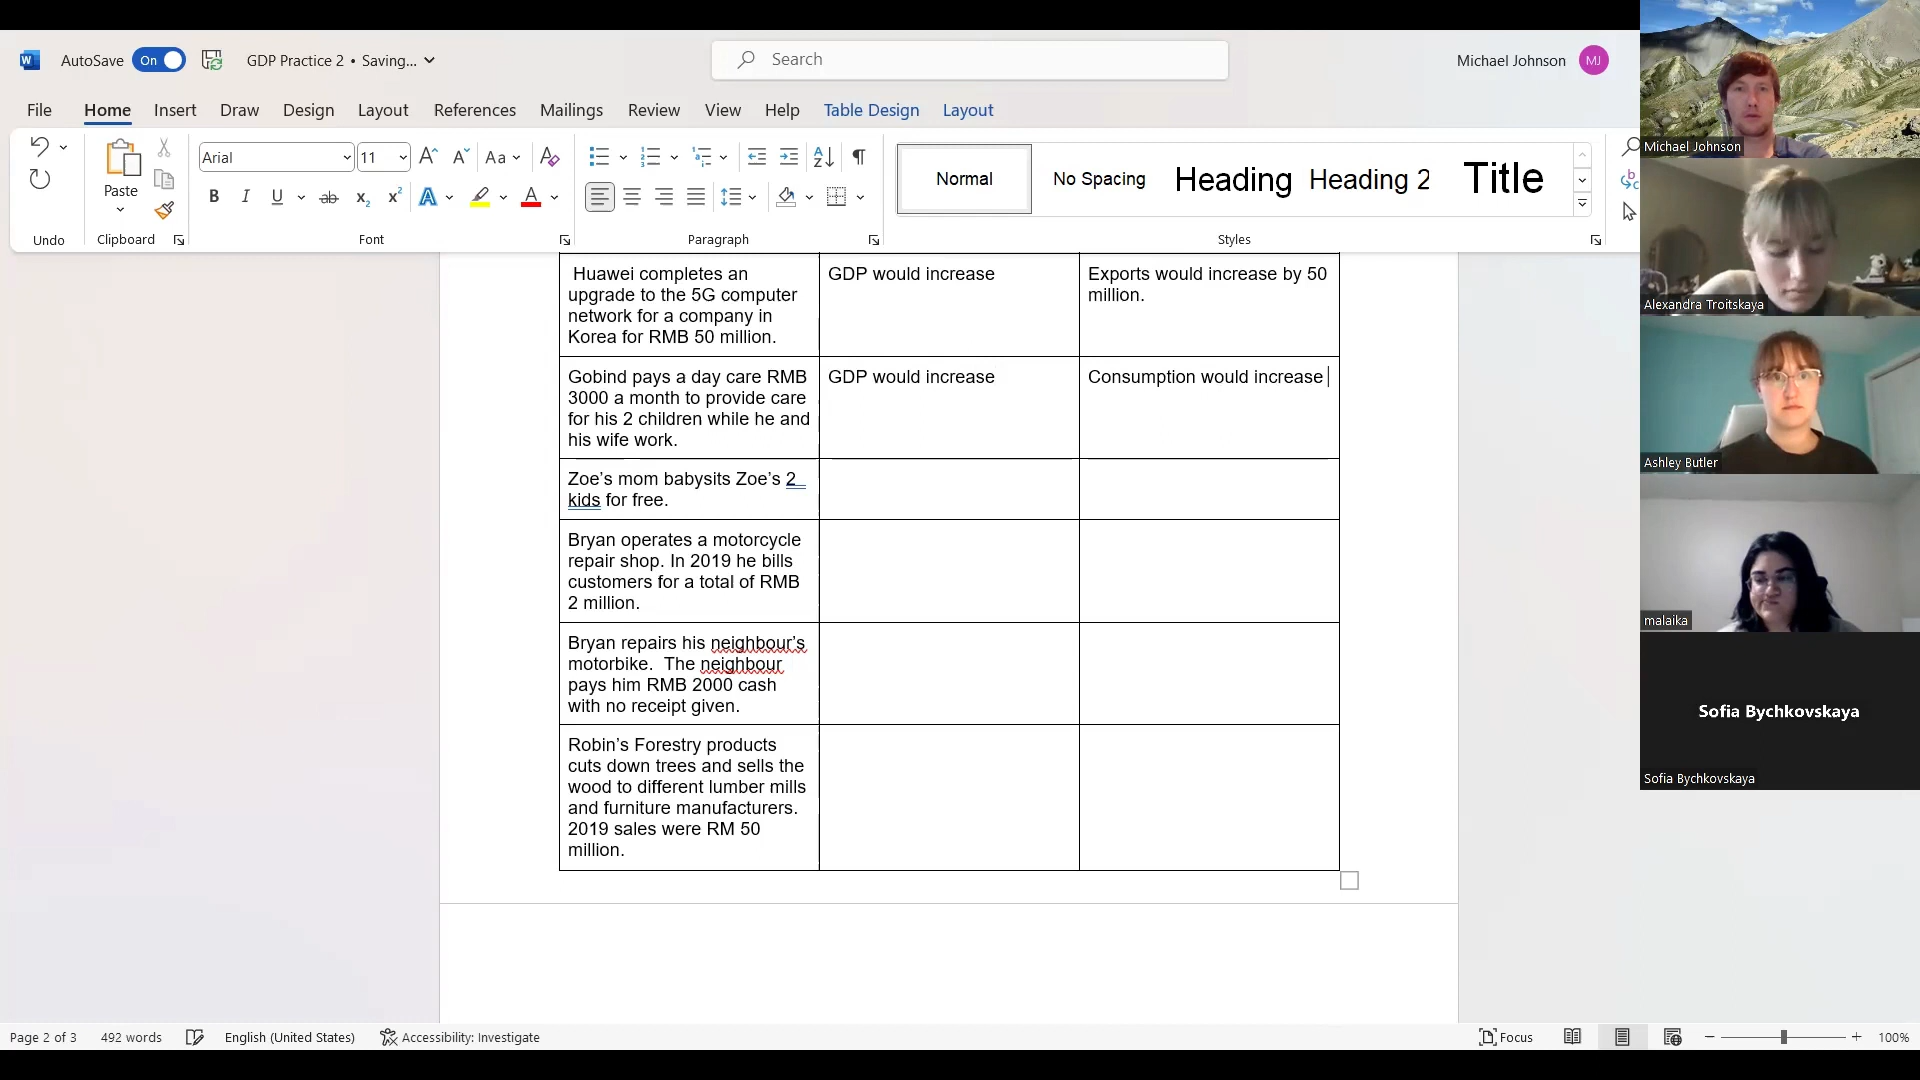 AutoSave On GDP Practice 2 • Saving... Search Michael Johnson MJ
File Home Insert Draw Design Layout References Mailings Review View Help Table Design Layout
Arial 11 Aa
Paste
B I U ab x₂ x² A A
Normal No Spacing Heading Heading 2 Title
Undo Clipboard Font Paragraph Styles
Huawei completes an
upgrade to the 5G computer
network for a company in
Korea for RMB 50 million.
GDP would increase
Exports would increase by 50
million.
Gobind pays a day care RMB
3000 a month to provide care
for his 2 children while he and
his wife work.
GDP would increase
Consumption would increase
Zoe’s mom babysits Zoe’s 2
kids for free.
Bryan operates a motorcycle
repair shop. In 2019 he bills
customers for a total of RMB
2 million.
Bryan repairs his neighbour’s
motorbike.  The neighbour
pays him RMB 2000 cash
with no receipt given.
Robin’s Forestry products
cuts down trees and sells the
wood to different lumber mills
and furniture manufacturers.
2019 sales were RM 50
million.
Page 2 of 3 492 words English (United States) Accessibility: Investigate Focus 100%
Michael Johnson
Alexandra Troitskaya
Ashley Butler
malaika
Sofia Bychkovskaya
Sofia Bychkovskaya